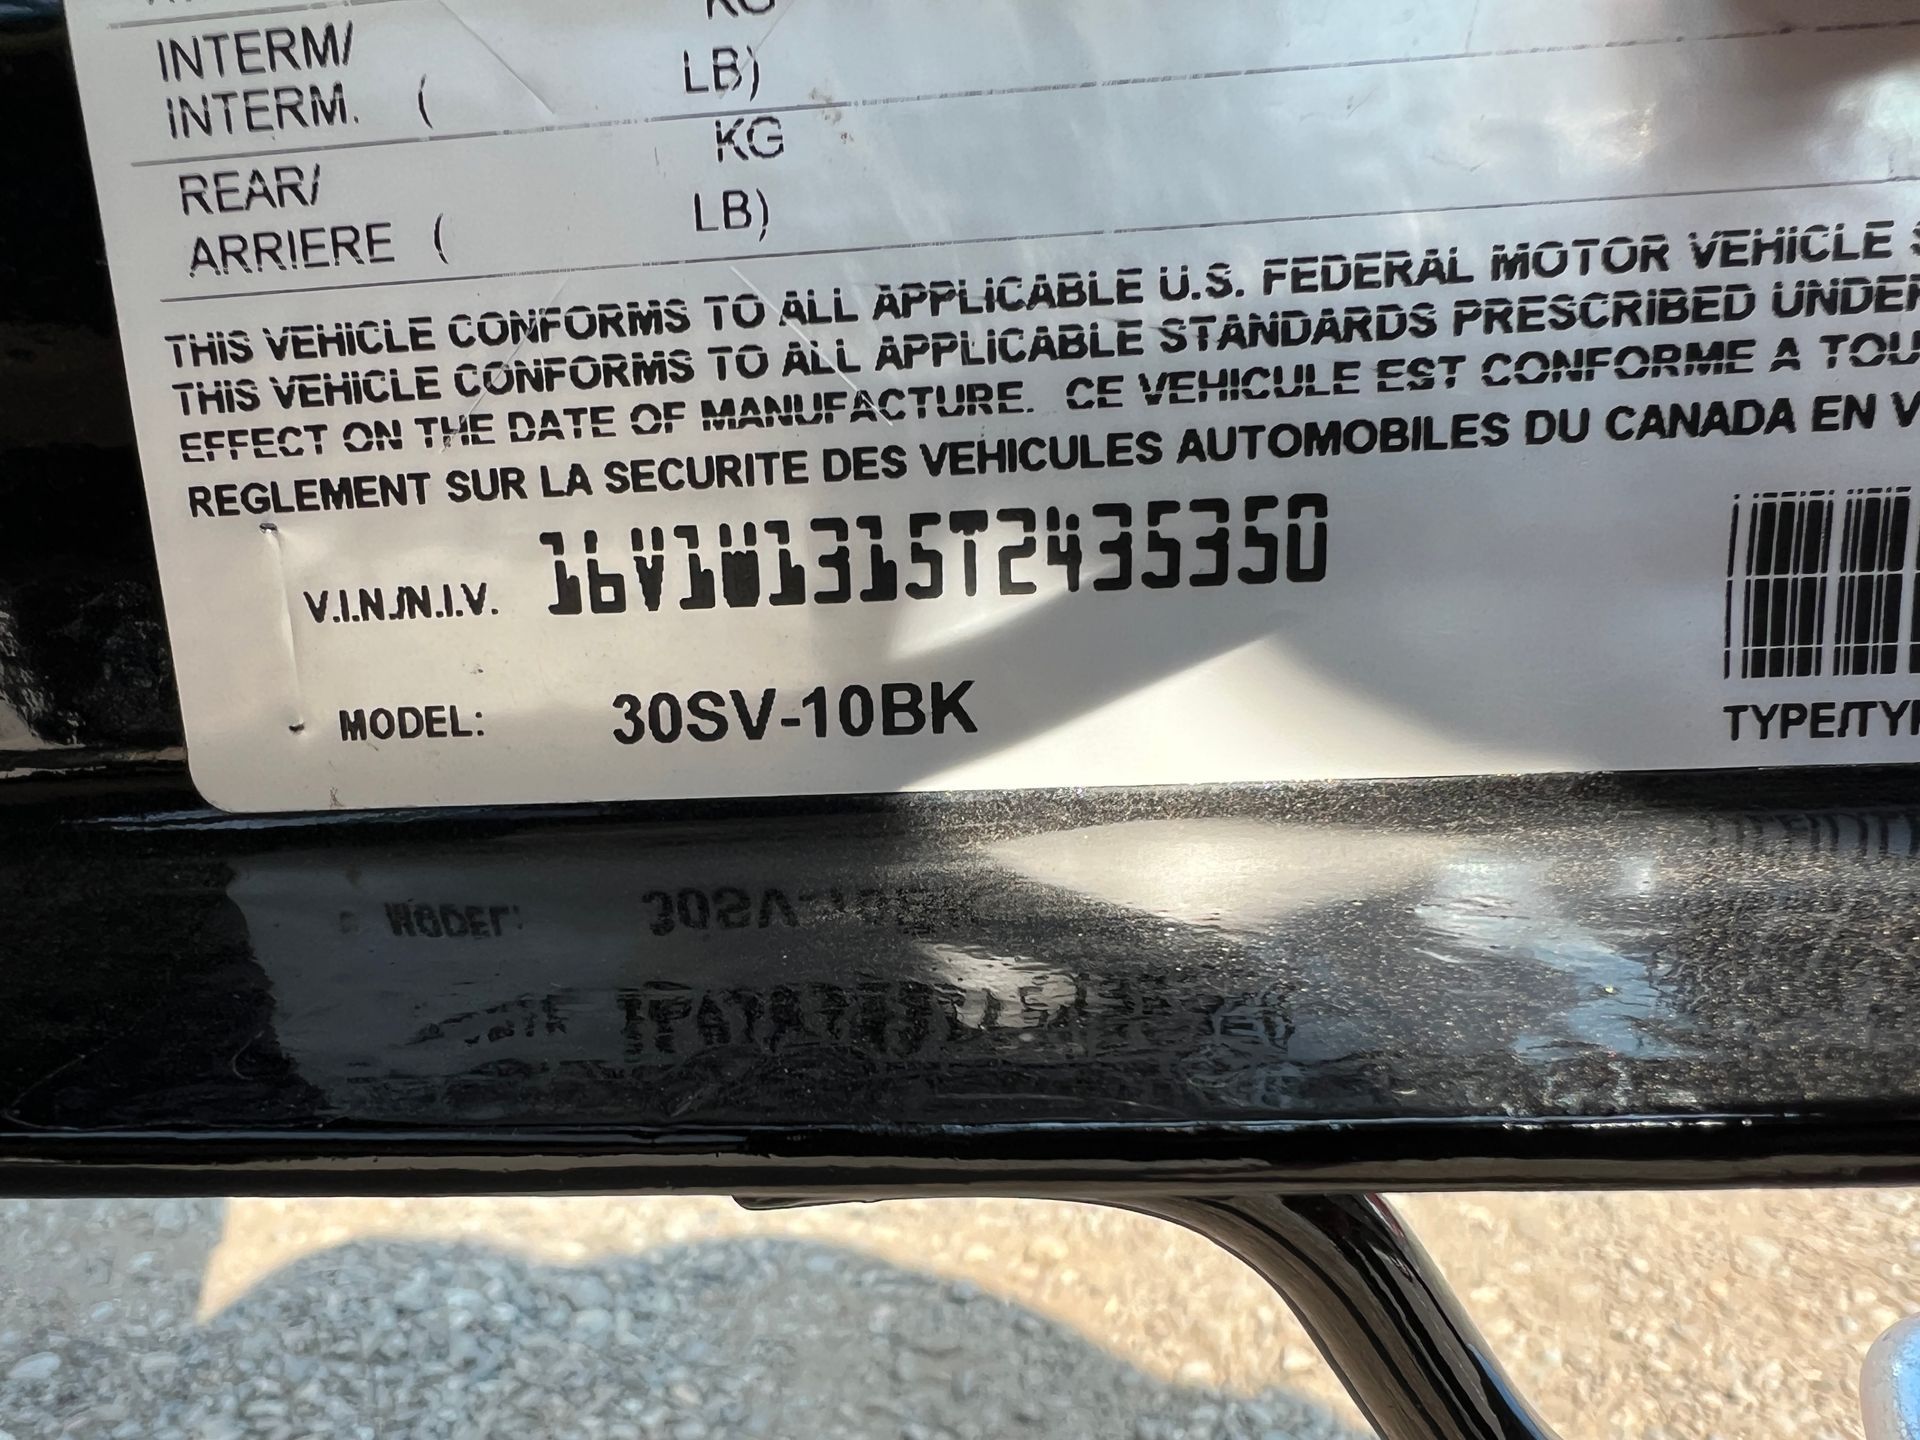 KG
INTERM/
INTERM. ( LB)
KG
REAR/
ARRIERE ( LB)
THIS VEHICLE CONFORMS TO ALL APPLICABLE U.S. FEDERAL MOTOR VEHICLE
THIS VEHICLE CONFORMS TO ALL APPLICABLE STANDARDS PRESCRIBED UNDER
EFFECT ON THE DATE OF MANUFACTURE. CE VEHICULE EST CONFORME A TOU
REGLEMENT SUR LA SECURITE DES VEHICULES AUTOMOBILES DU CANADA EN V
V.I.N./N.I.V. 16V1W1315T2435350
MODEL: 30SV-10BK
TYPE/TYP